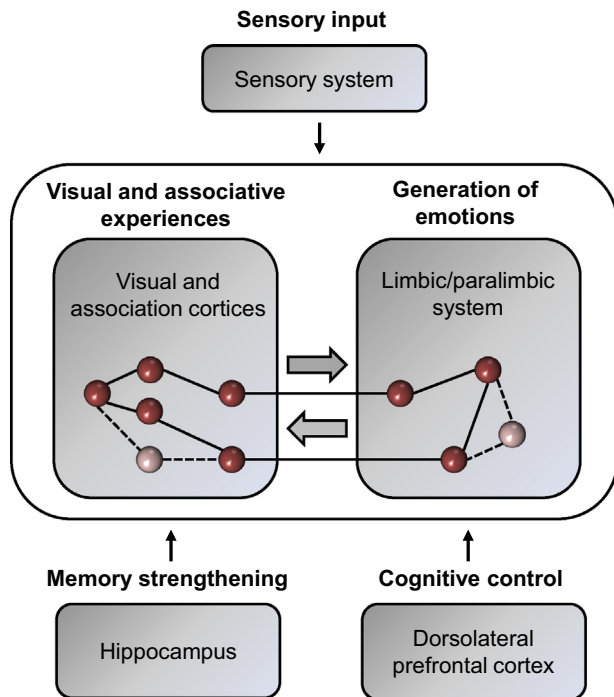 Sensory input
Sensory system
Visual and associative
experiences
Generation of
emotions
Visual and
association cortices
Limbic/paralimbic
system
Memory strengthening
Cognitive control
Hippocampus
Dorsolateral
prefrontal cortex